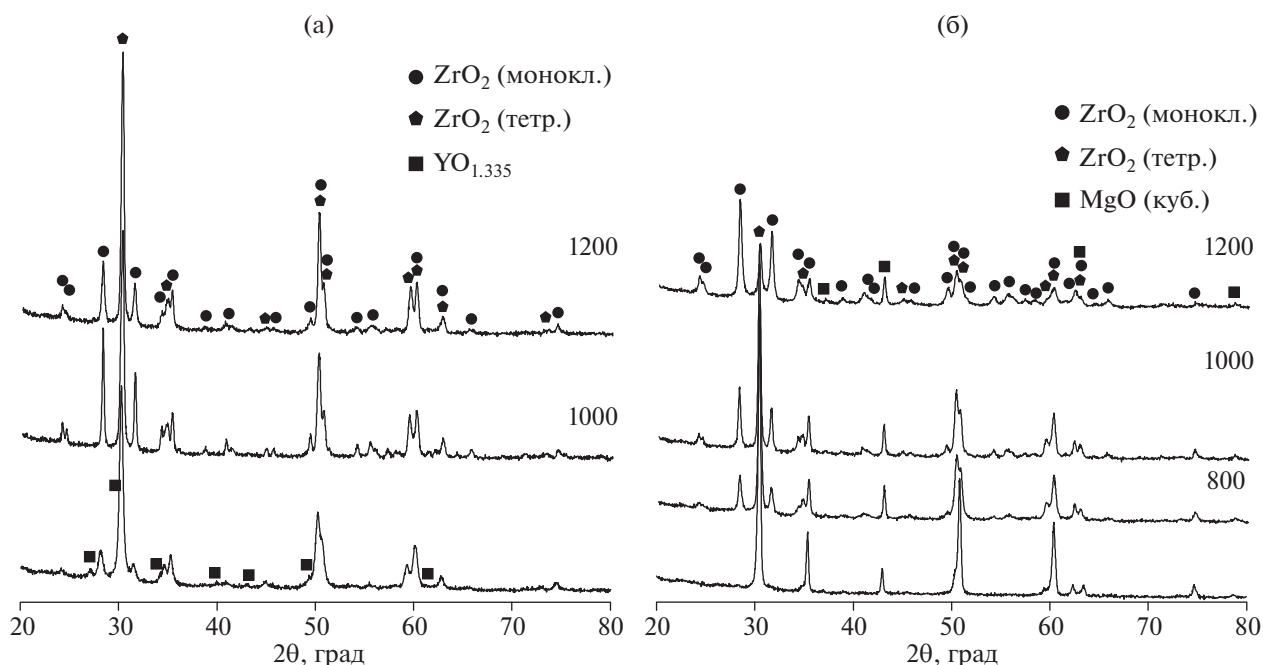 (а)
ZrO2 (монокл.)
ZrO2 (тетр.)
YO1.335
1200
1000
20 30 40 50 60 70 80
2θ, град
(б)
ZrO2 (монокл.)
ZrO2 (тетр.)
MgO (куб.)
1200
1000
800
20 30 40 50 60 70 80
2θ, град